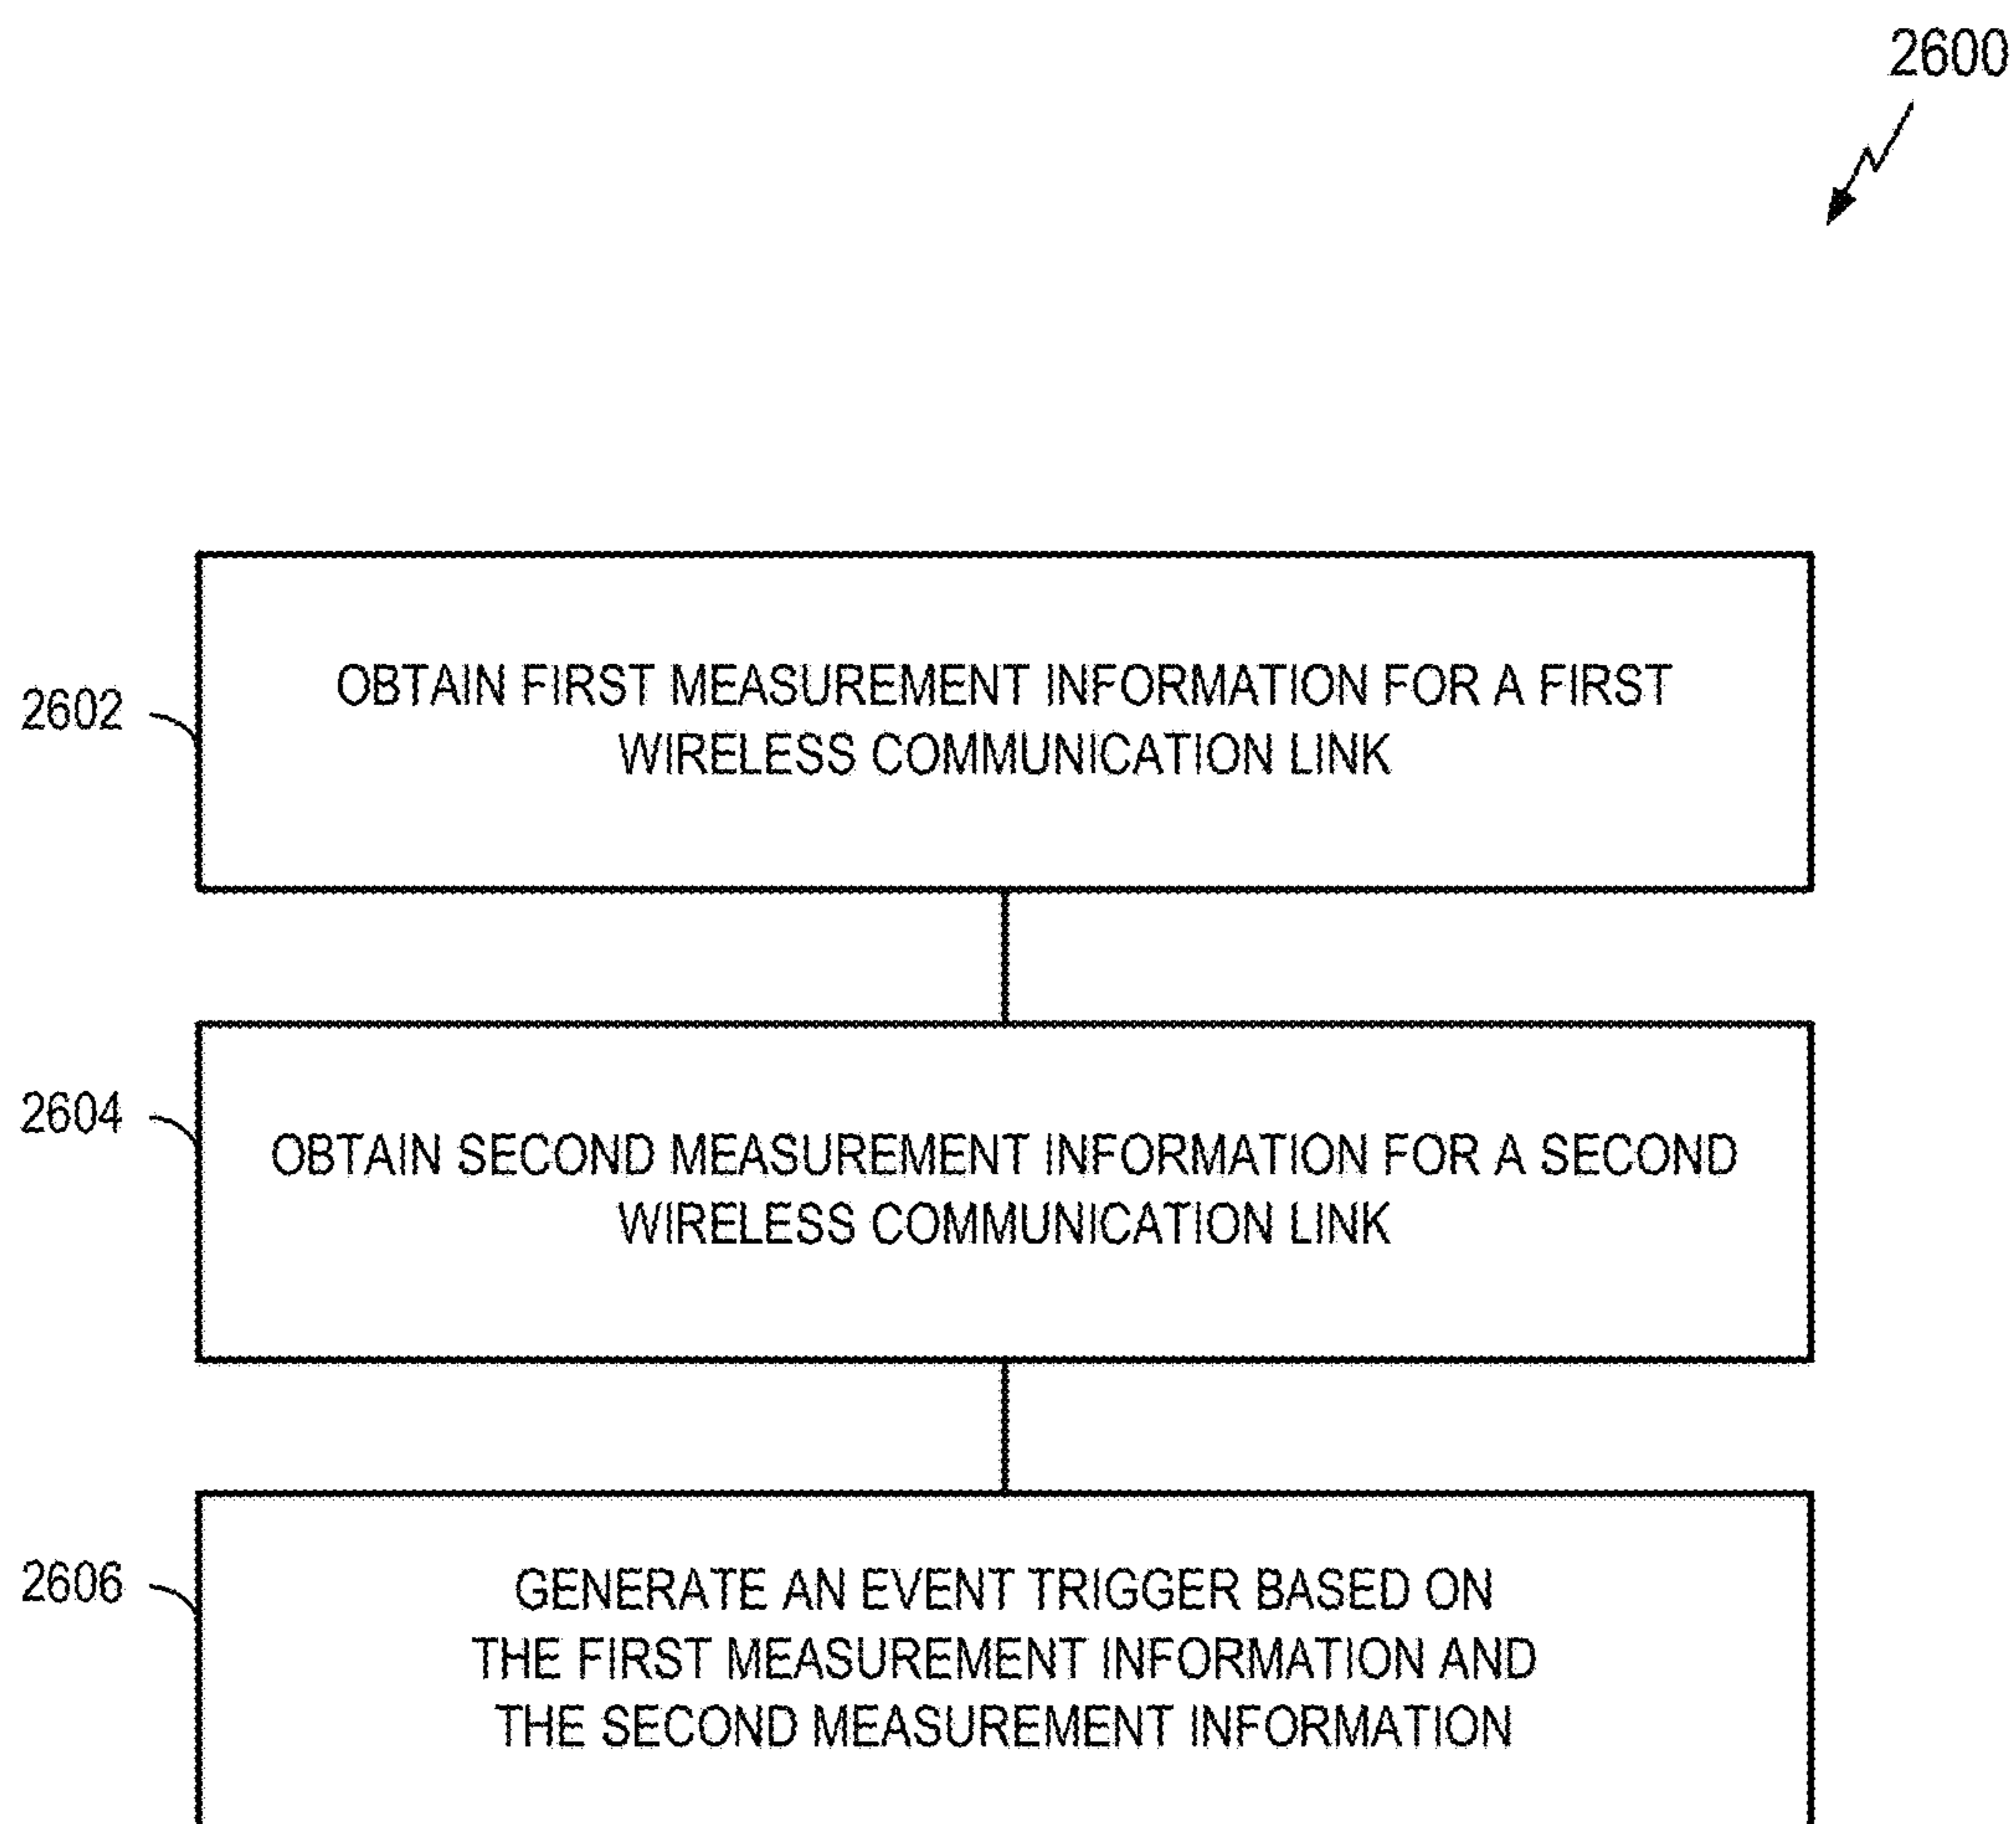 2600
2602
OBTAIN FIRST MEASUREMENT INFORMATION FOR A FIRST
WIRELESS COMMUNICATION LINK
2604
OBTAIN SECOND MEASUREMENT INFORMATION FOR A SECOND
WIRELESS COMMUNICATION LINK
2606
GENERATE AN EVENT TRIGGER BASED ON
THE FIRST MEASUREMENT INFORMATION AND
THE SECOND MEASUREMENT INFORMATION